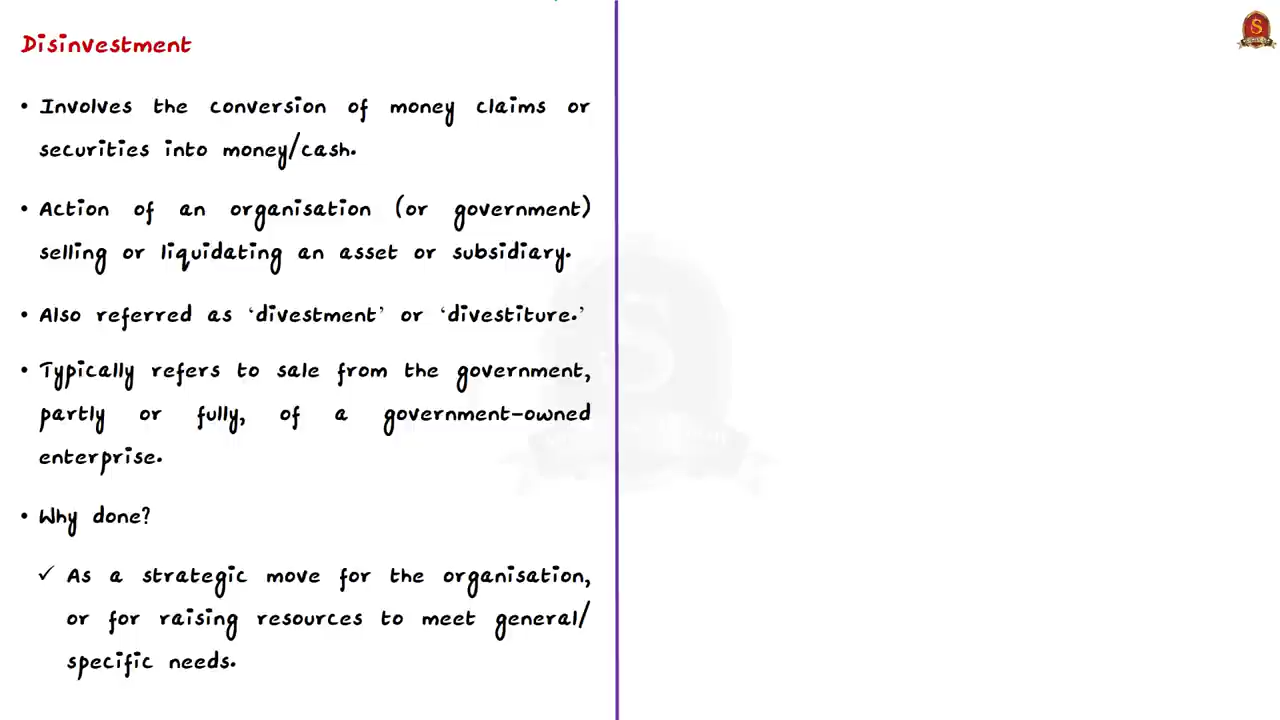 Disinvestment
• Involves the conversion of money claims or
securities into money/cash.
• Action of an organisation (or government)
selling or liquidating an asset or subsidiary.
• Also referred as ‘divestment’ or ‘divestiture.’
• Typically refers to sale from the government,
partly or fully, of a government-owned
enterprise.
• Why done?
✓ As a strategic move for the organisation,
or for raising resources to meet general/
specific needs.
S